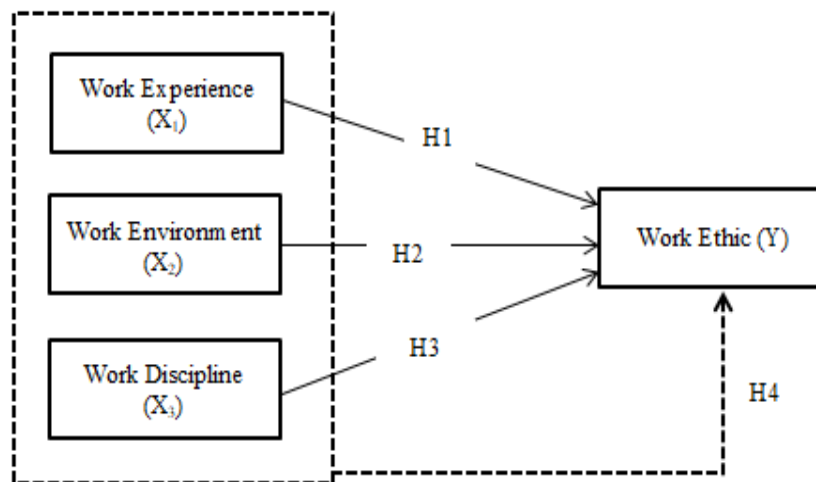 Work Experience
(X₁)
H1
Work Environment
(X₂)
H2
Work Ethic (Y)
H3
Work Discipline
(X₃)
H4